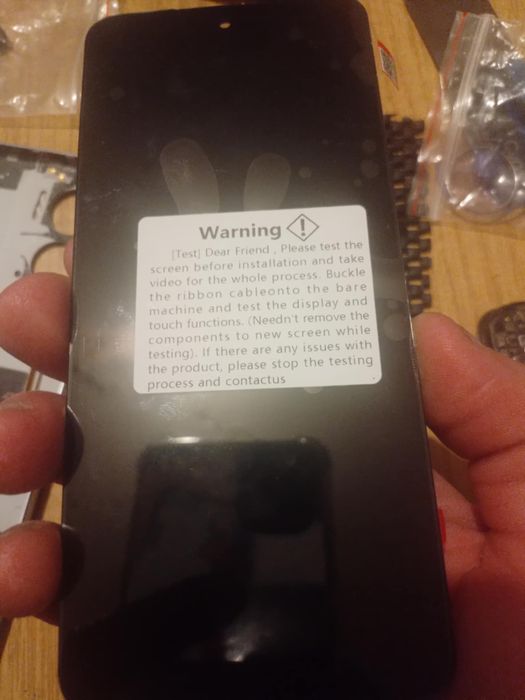 Warning
[Test] Dear Friend , Please test the
screen before installation and take
video for the whole process. Buckle
the ribbon cableonto the bare
machine and test the display and
touch functions. (Needn't remove the
components to new screen while
testing). If there are any issues with
the product, please stop the testing
process and contactus